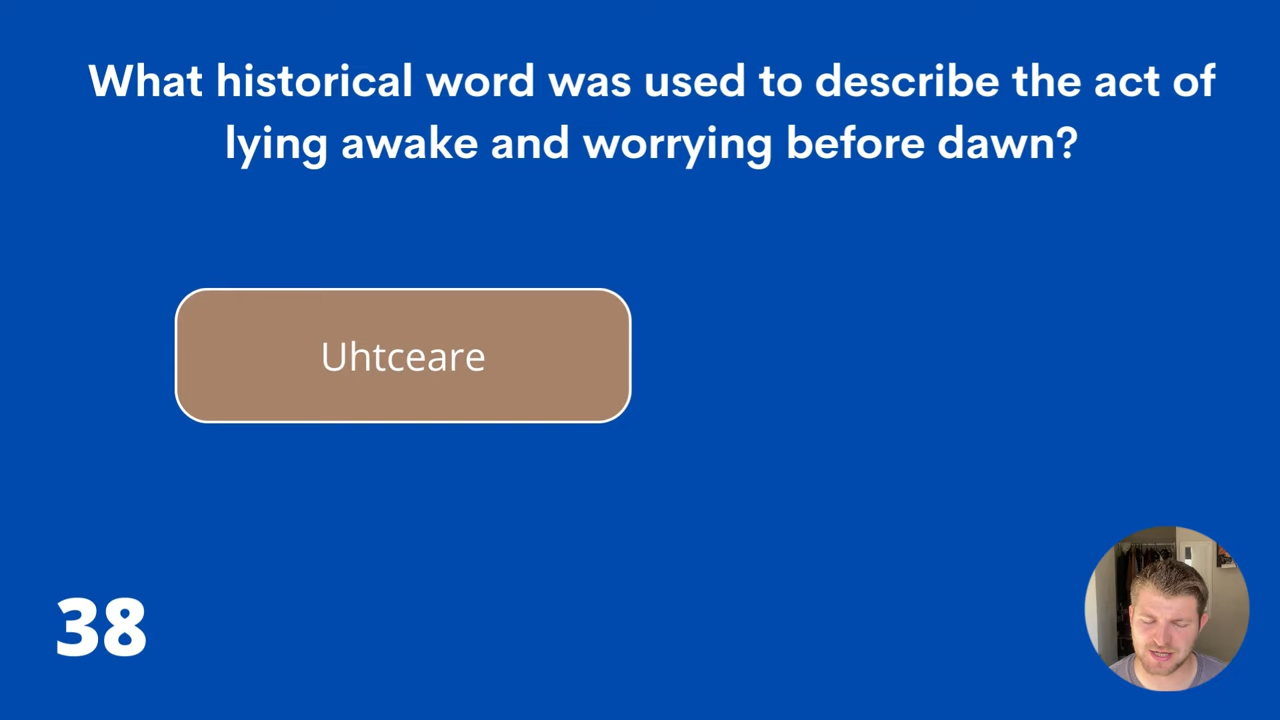 What historical word was used to describe the act of
lying awake and worrying before dawn?
Uhtceare
38